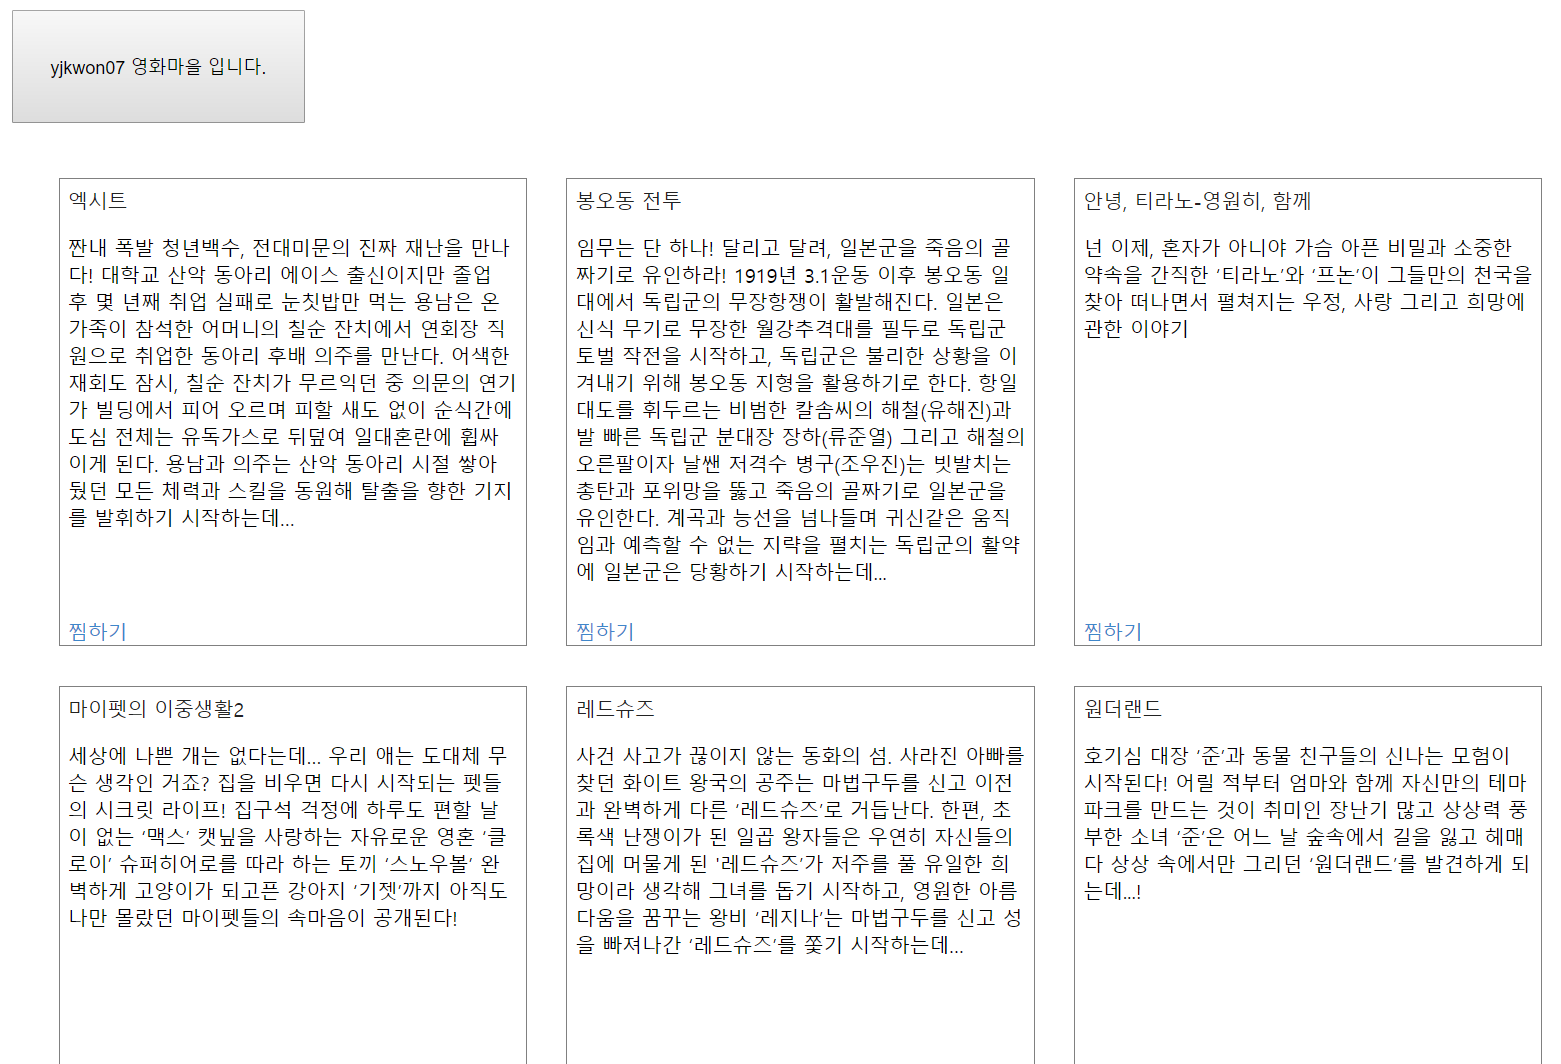 yjkwon07 영화마을 입니다.
엑시트
짠내 폭발 청년백수, 전대미문의 진짜 재난을 만나
다! 대학교 산악 동아리 에이스 출신이지만 졸업
후 몇 년째 취업 실패로 눈칫밥만 먹는 용남은 온
가족이 참석한 어머니의 칠순 잔치에서 연회장 직
원으로 취업한 동아리 후배 의주를 만난다. 어색한
재회도 잠시, 칠순 잔치가 무르익던 중 의문의 연기
가 빌딩에서 피어 오르며 피할 새도 없이 순식간에
도심 전체는 유독가스로 뒤덮여 일대혼란에 휩싸
이게 된다. 용남과 의주는 산악 동아리 시절 쌓아
뒀던 모든 체력과 스킬을 동원해 탈출을 향한 기지
를 발휘하기 시작하는데...
찜하기
봉오동 전투
임무는 단 하나! 달리고 달려, 일본군을 죽음의 골
짜기로 유인하라! 1919년 3.1운동 이후 봉오동 일
대에서 독립군의 무장항쟁이 활발해진다. 일본은
신식 무기로 무장한 월강추격대를 필두로 독립군
토벌 작전을 시작하고, 독립군은 불리한 상황을 이
겨내기 위해 봉오동 지형을 활용하기로 한다. 항일
대도를 휘두르는 비범한 칼솜씨의 해철(유해진)과
발 빠른 독립군 분대장 장하(류준열) 그리고 해철의
오른팔이자 날쌘 저격수 병구(조우진)는 빗발치는
총탄과 포위망을 뚫고 죽음의 골짜기로 일본군을
유인한다. 계곡과 능선을 넘나들며 귀신같은 움직
임과 예측할 수 없는 지략을 펼치는 독립군의 활약
에 일본군은 당황하기 시작하는데...
찜하기
안녕, 티라노-영원히, 함께
넌 이제, 혼자가 아니야 가슴 아픈 비밀과 소중한
약속을 간직한 ‘티라노’와 ‘프논’이 그들만의 천국을
찾아 떠나면서 펼쳐지는 우정, 사랑 그리고 희망에
관한 이야기
찜하기
마이펫의 이중생활2
세상에 나쁜 개는 없다는데... 우리 애는 도대체 무
슨 생각인 거죠? 집을 비우면 다시 시작되는 펫들
의 시크릿 라이프! 집구석 걱정에 하루도 편할 날
이 없는 ‘맥스’ 캣닢을 사랑하는 자유로운 영혼 ‘클
로이’ 슈퍼히어로를 따라 하는 토끼 ‘스노우볼’ 완
벽하게 고양이가 되고픈 강아지 ‘기젯’까지 아직도
나만 몰랐던 마이펫들의 속마음이 공개된다!
레드슈즈
사건 사고가 끊이지 않는 동화의 섬. 사라진 아빠를
찾던 화이트 왕국의 공주는 마법구두를 신고 이전
과 완벽하게 다른 ‘레드슈즈’로 거듭난다. 한편, 초
록색 난쟁이가 된 일곱 왕자들은 우연히 자신들의
집에 머물게 된 '레드슈즈’가 저주를 풀 유일한 희
망이라 생각해 그녀를 돕기 시작하고, 영원한 아름
다움을 꿈꾸는 왕비 ‘레지나’는 마법구두를 신고 성
을 빠져나간 ‘레드슈즈’를 쫓기 시작하는데...
원더랜드
호기심 대장 ‘준’과 동물 친구들의 신나는 모험이
시작된다! 어릴 적부터 엄마와 함께 자신만의 테마
파크를 만드는 것이 취미인 장난기 많고 상상력 풍
부한 소녀 ‘준’은 어느 날 숲속에서 길을 잃고 헤매
다 상상 속에서만 그리던 ‘원더랜드’를 발견하게 되
는데...!